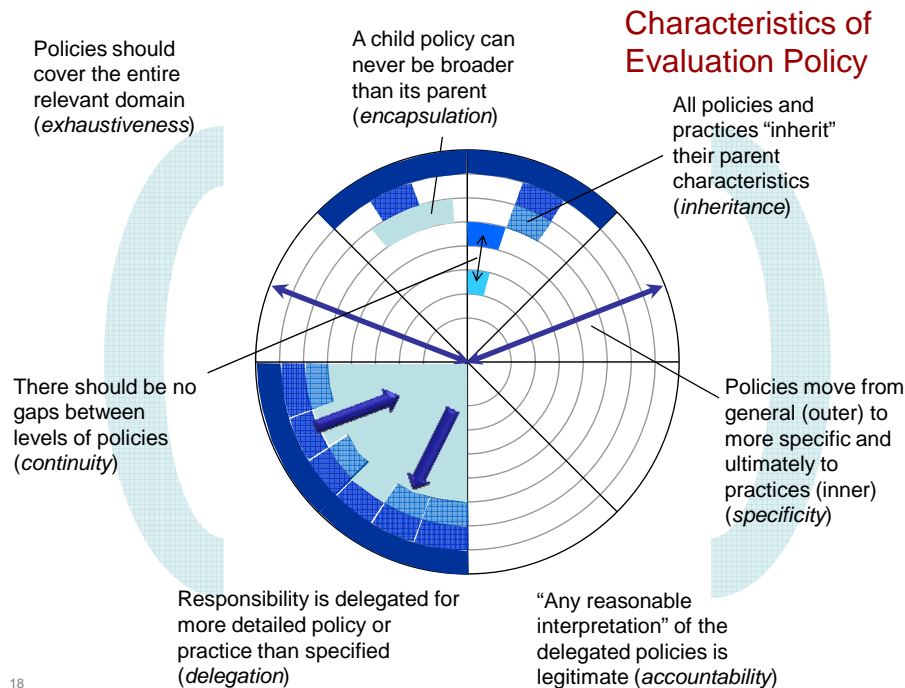 Characteristics of
Evaluation Policy
Policies should
cover the entire
relevant domain
(exhaustiveness)
A child policy can
never be broader
than its parent
(encapsulation)
All policies and
practices “inherit”
their parent
characteristics
(inheritance)
There should be no
gaps between
levels of policies
(continuity)
Policies move from
general (outer) to
more specific and
ultimately to
practices (inner)
(specificity)
Responsibility is delegated for
more detailed policy or
practice than specified
(delegation)
“Any reasonable
interpretation” of the
delegated policies is
legitimate (accountability)
18